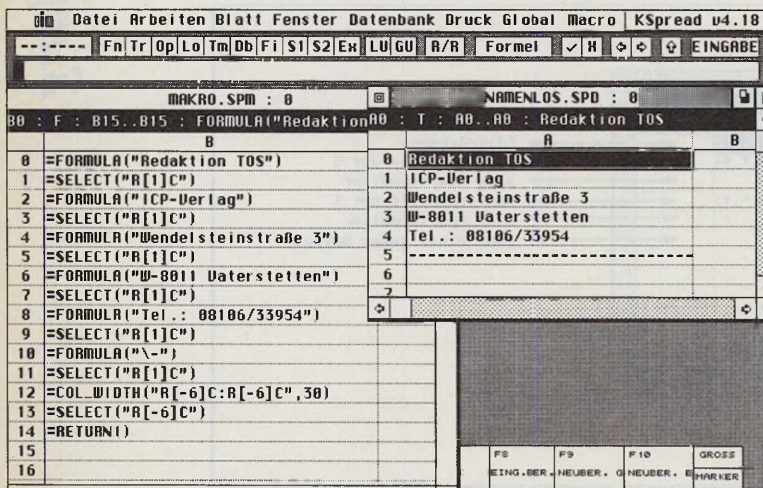 Datei Arbeiten Blatt Fenster Datenbank Druck Global Macro KSpread v4.18
--:---- Fn Tr Op Lo Tm Db Fi S1 S2 Ex LU GU R/R Formel EINGABE
MAKRO.SPM : 0
B0 : F : B15..B15 : FORMULA("Redaktion
B
0 =FORMULA("Redaktion TOS")
1 =SELECT("R[1]C")
2 =FORMULA("ICP-Verlag")
3 =SELECT("R[1]C")
4 =FORMULA("Wendelsteinstraße 3")
5 =SELECT("R[1]C")
6 =FORMULA("W-8011 Vaterstetten")
7 =SELECT("R[1]C")
8 =FORMULA("Tel.: 08106/33954")
9 =SELECT("R[1]C")
10 =FORMULA("\-")
11 =SELECT("R[1]C")
12 =COL_WIDTH("R[-6]C:R[-6]C",30)
13 =SELECT("R[-6]C")
14 =RETURN()
15
16
NAMENLOS.SPD : 0
A0 : T : A0..A0 : Redaktion TOS
A B
0 Redaktion TOS
1 ICP-Verlag
2 Wendelsteinstraße 3
3 W-8011 Vaterstetten
4 Tel.: 08106/33954
5 ------------------------------
6
7
F8 F9 F10 GROSS
EING.BER. NEUBER. G NEUBER. B MARKER